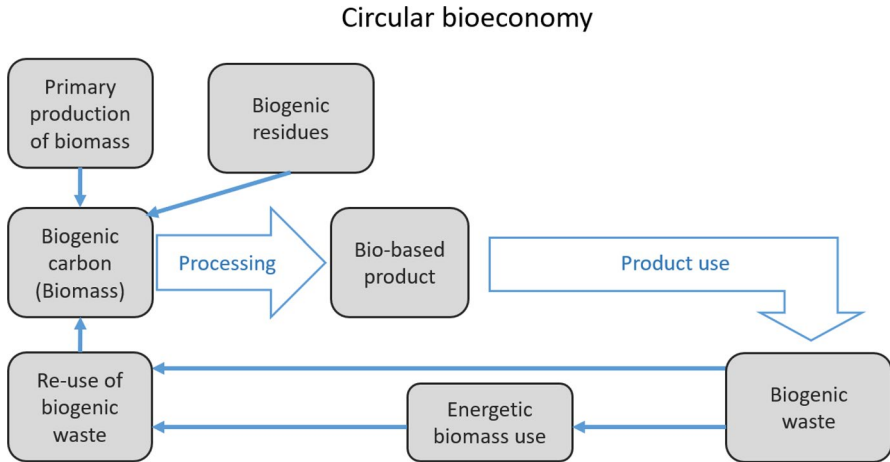 Circular bioeconomy
Primary
production
of biomass
Biogenic
residues
Biogenic
carbon
(Biomass)
Processing
Bio-based
product
Product use
Re-use of
biogenic
waste
Energetic
biomass use
Biogenic
waste